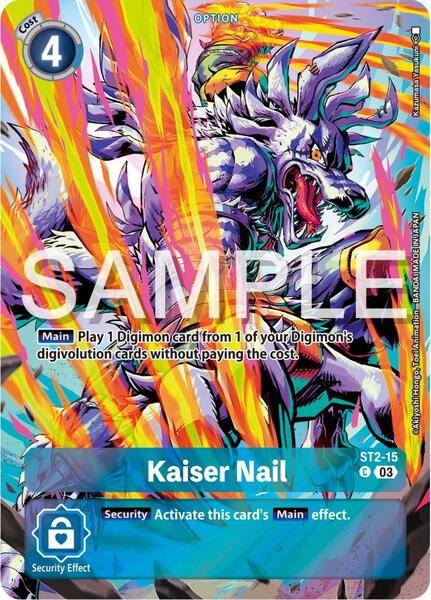 OPTION
Cost
4
Kazumasa Yasukuni
SAMPLE
Main Play 1 Digimon card from 1 of your Digimon's
digivolution cards without paying the cost.
©Akiyoshi Hongo, Toei Animation・BANDAI MADE IN JAPAN
ST2-15
Kaiser Nail
C 03
Security Activate this card's Main effect.
Security Effect